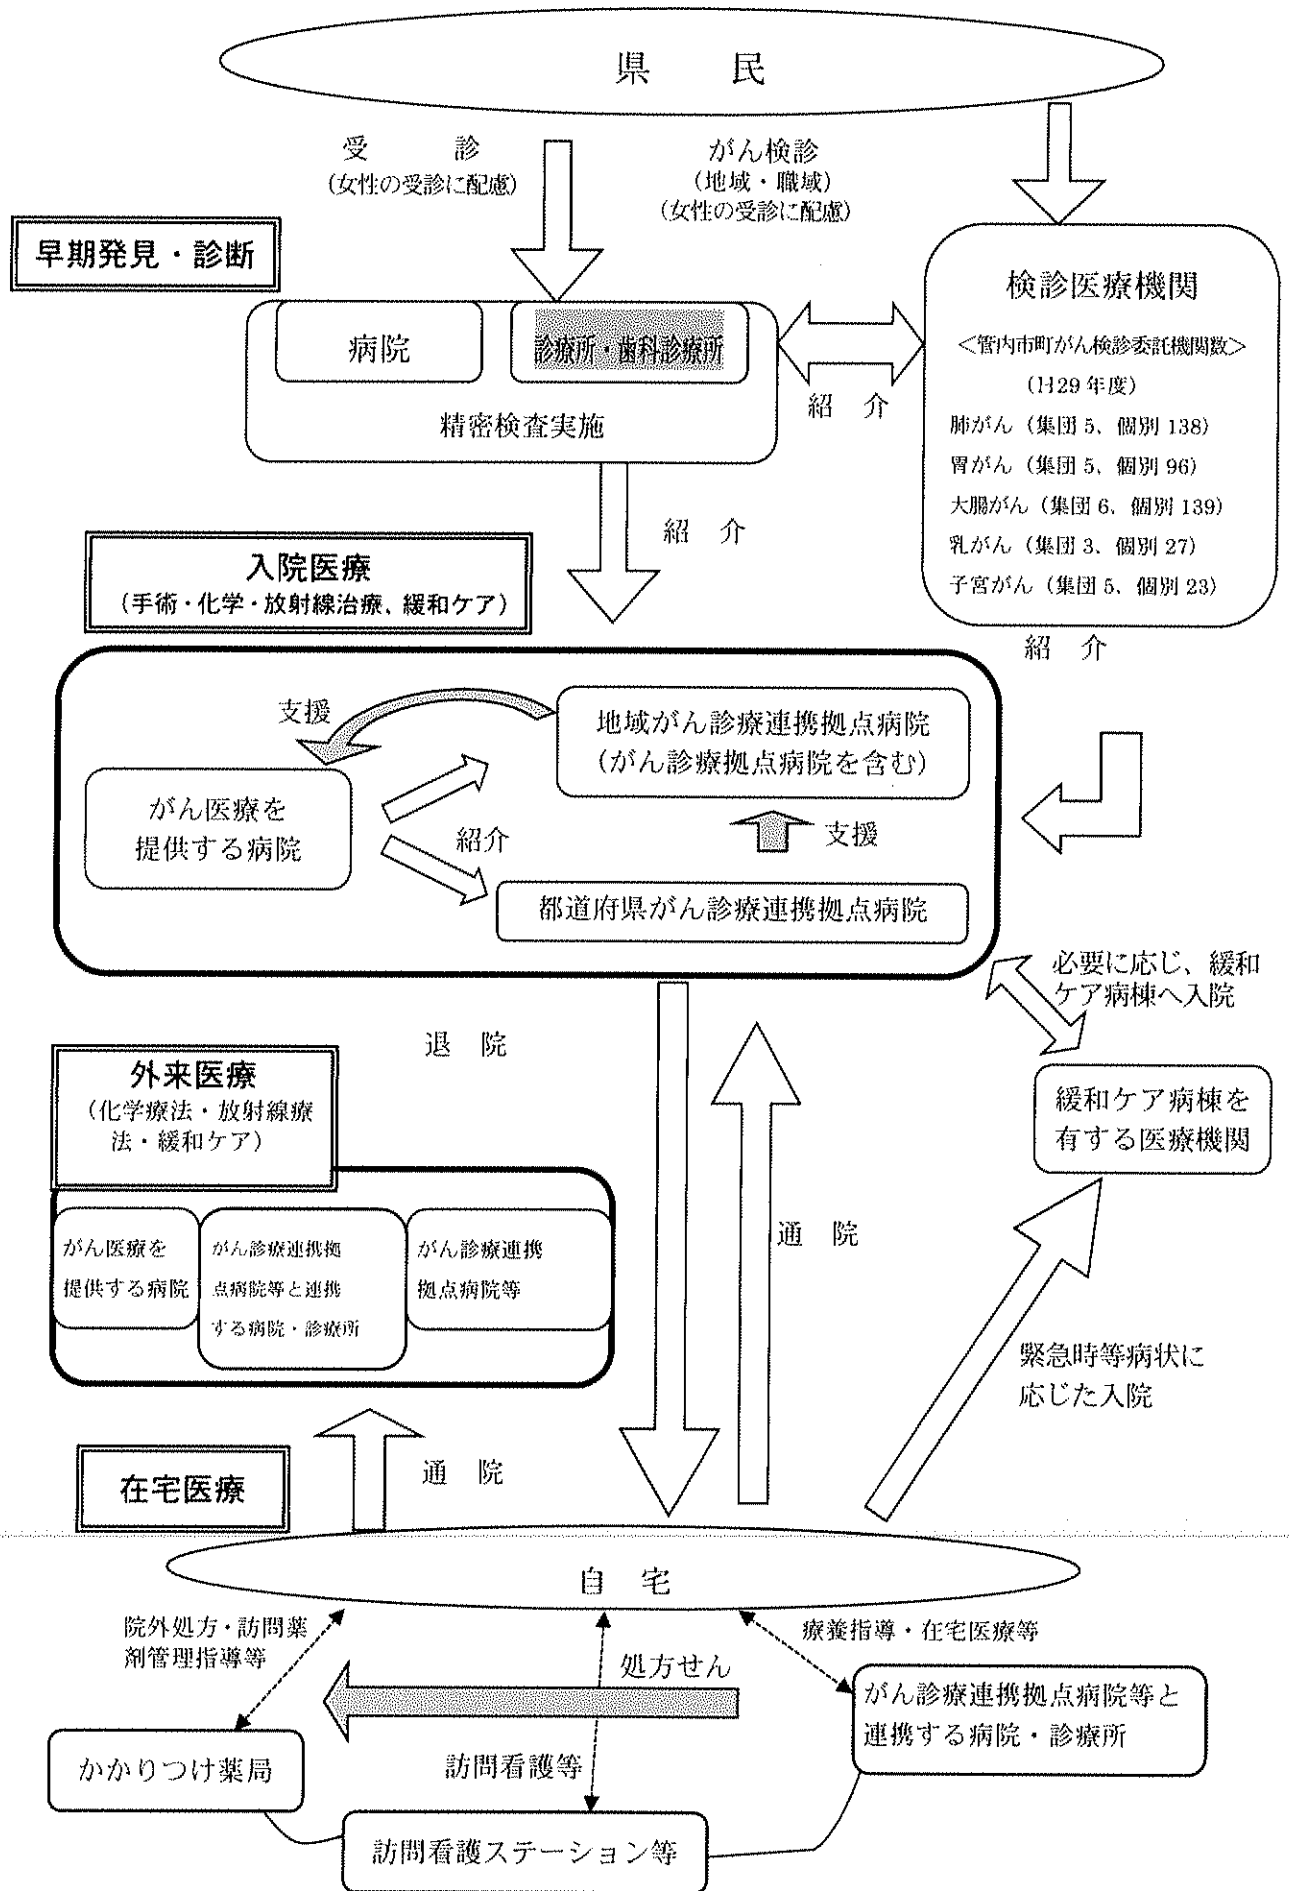 県　民
受　診
(女性の受診に配慮)
がん検診
(地域・職域)
(女性の受診に配慮)
早期発見・診断
病院
診療所・歯科診療所
精密検査実施
紹　介
検診医療機関
<管内市町がん検診委託機関数>
(H29 年度)
肺がん (集団 5、個別 138)
胃がん (集団 5、個別 96)
大腸がん (集団 6、個別 139)
乳がん (集団 3、個別 27)
子宮がん (集団 5、個別 23)
紹　介
紹　介
入院医療
(手術・化学・放射線治療、緩和ケア)
支援
地域がん診療連携拠点病院
(がん診療拠点病院を含む)
がん医療を
提供する病院
紹介
支援
都道府県がん診療連携拠点病院
必要に応じ、緩和
ケア病棟へ入院
退　院
外来医療
(化学療法・放射線療
法・緩和ケア)
緩和ケア病棟を
有する医療機関
がん医療を
提供する病院
がん診療連携拠
点病院等と連携
する病院・診療所
がん診療連携
拠点病院等
通　院
緊急時等病状に
応じた入院
在宅医療
通　院
自　宅
院外処方・訪問薬
剤管理指導等
療養指導・在宅医療等
処方せん
がん診療連携拠点病院等と
連携する病院・診療所
かかりつけ薬局
訪問看護等
訪問看護ステーション等